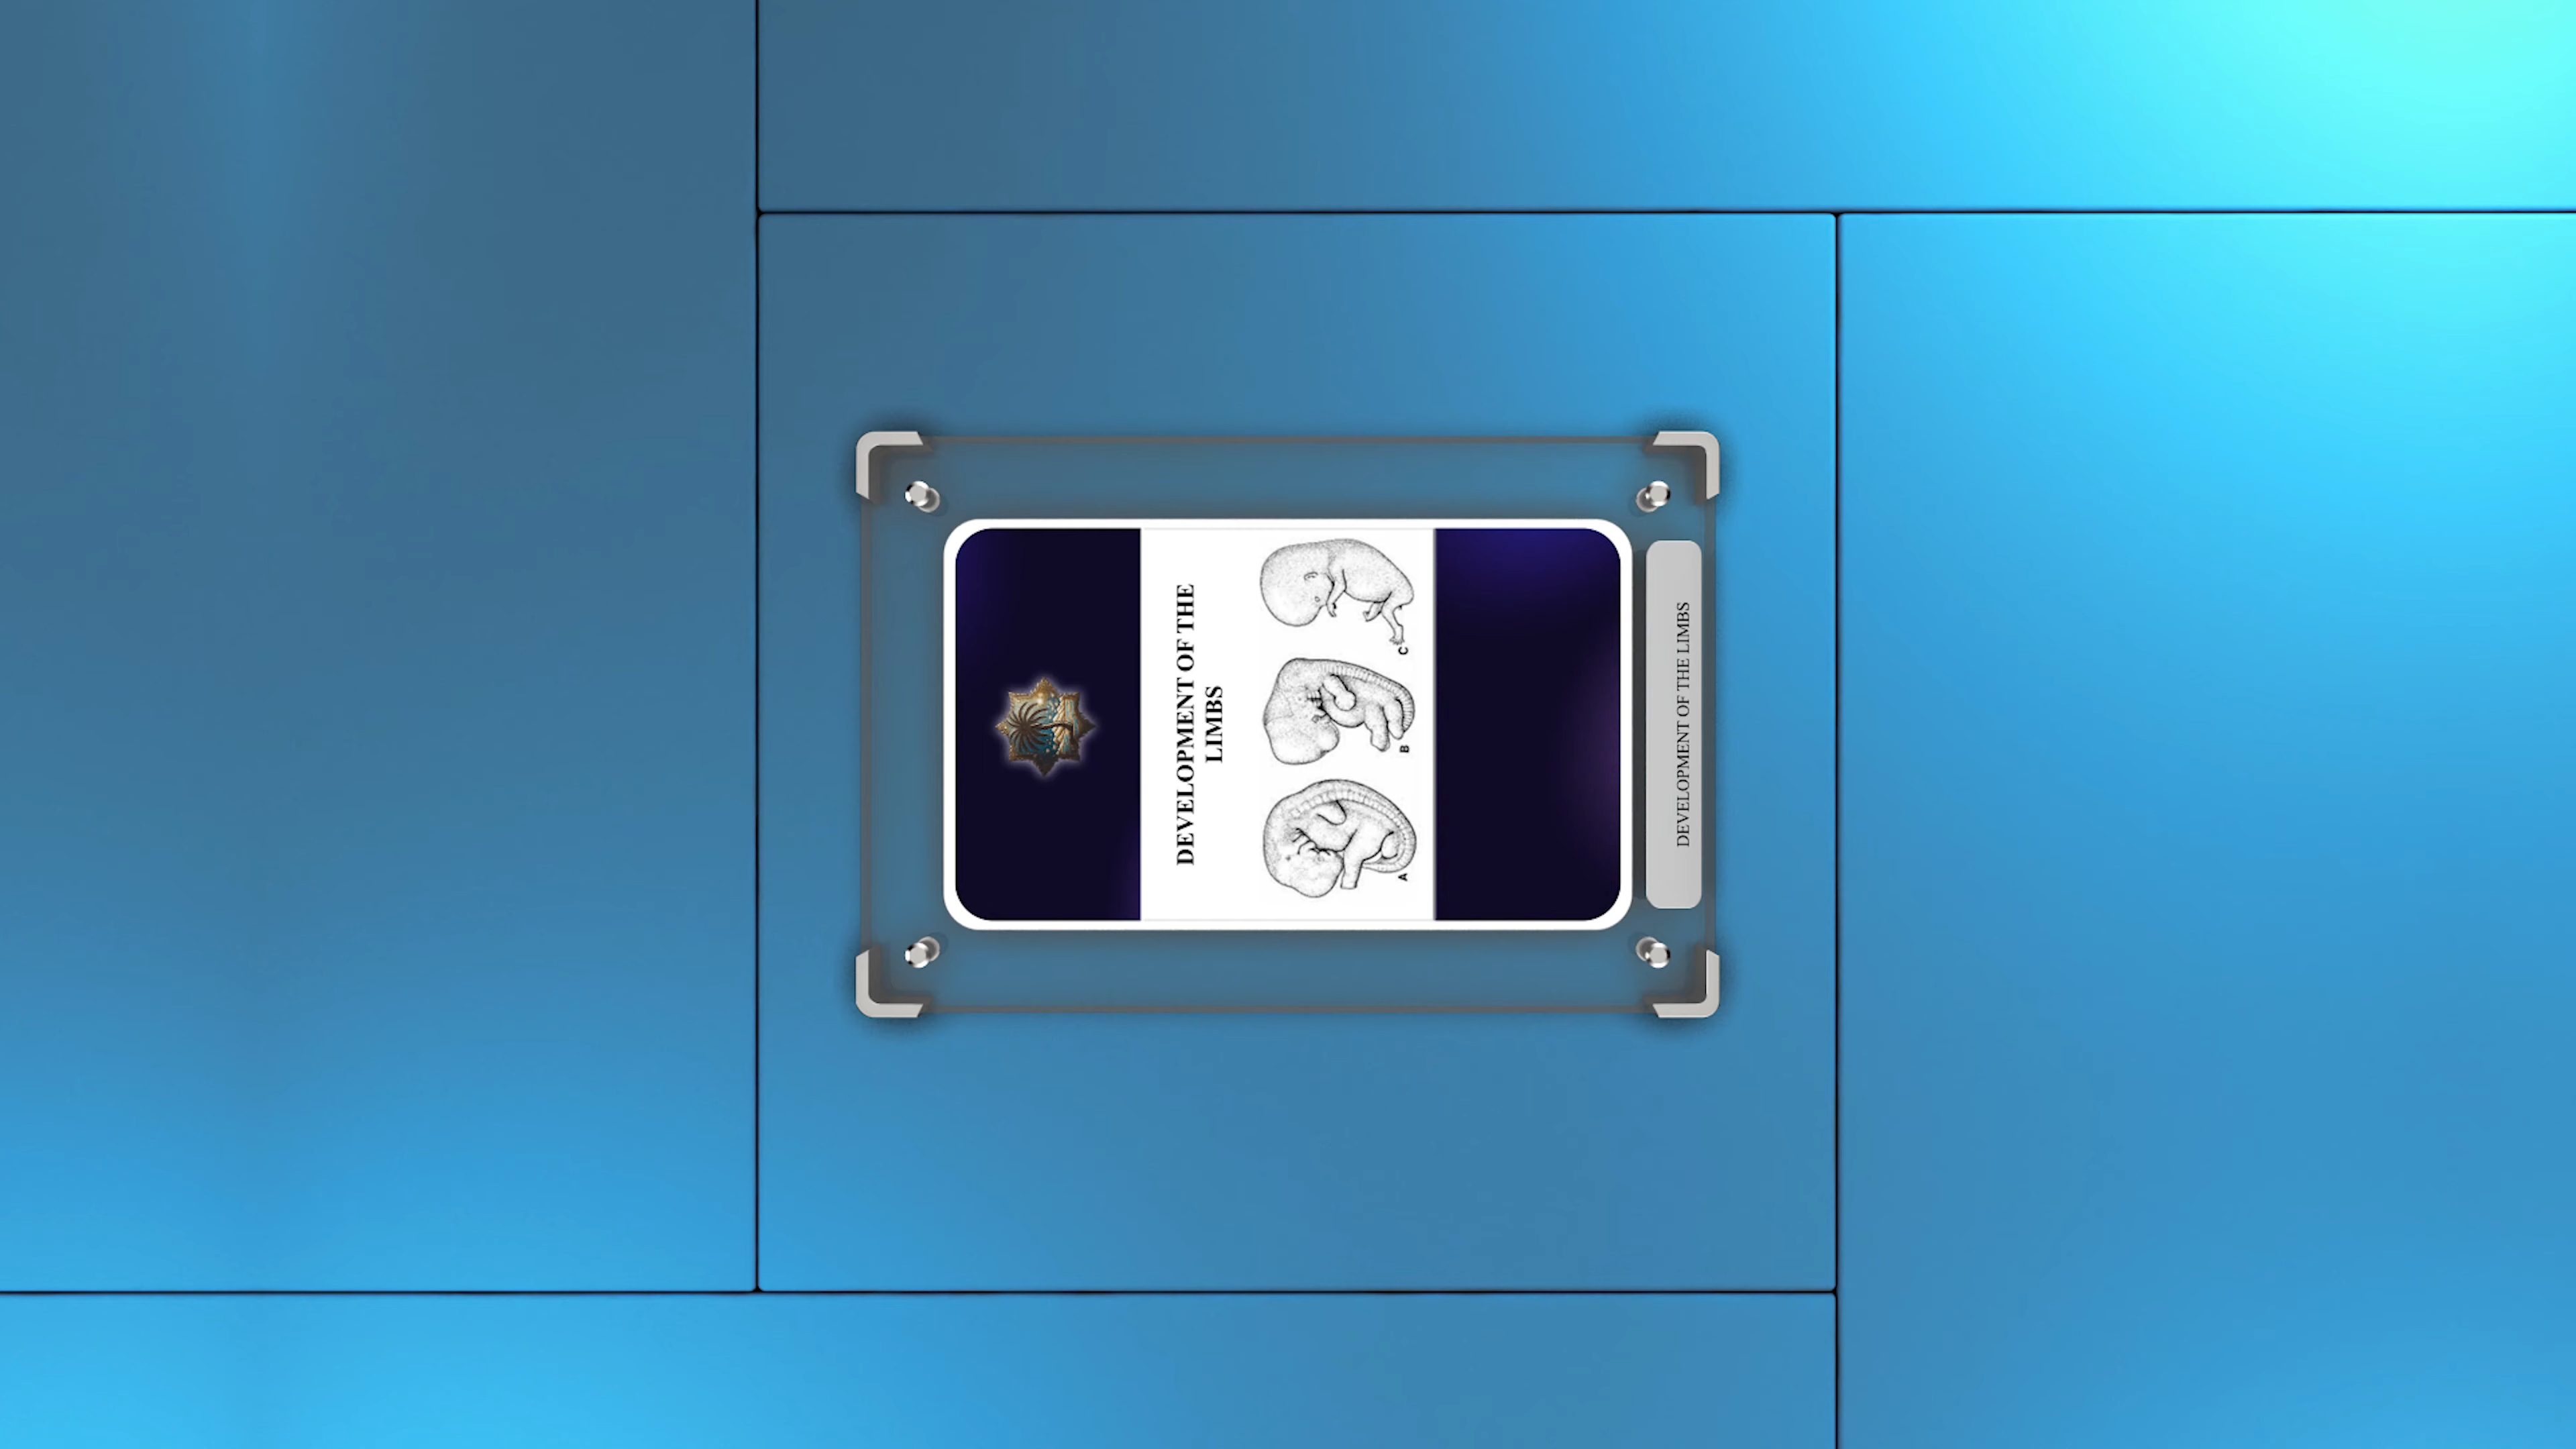 DEVELOPMENT OF THE
LIMBS
A
B
C
DEVELOPMENT OF THE LIMBS